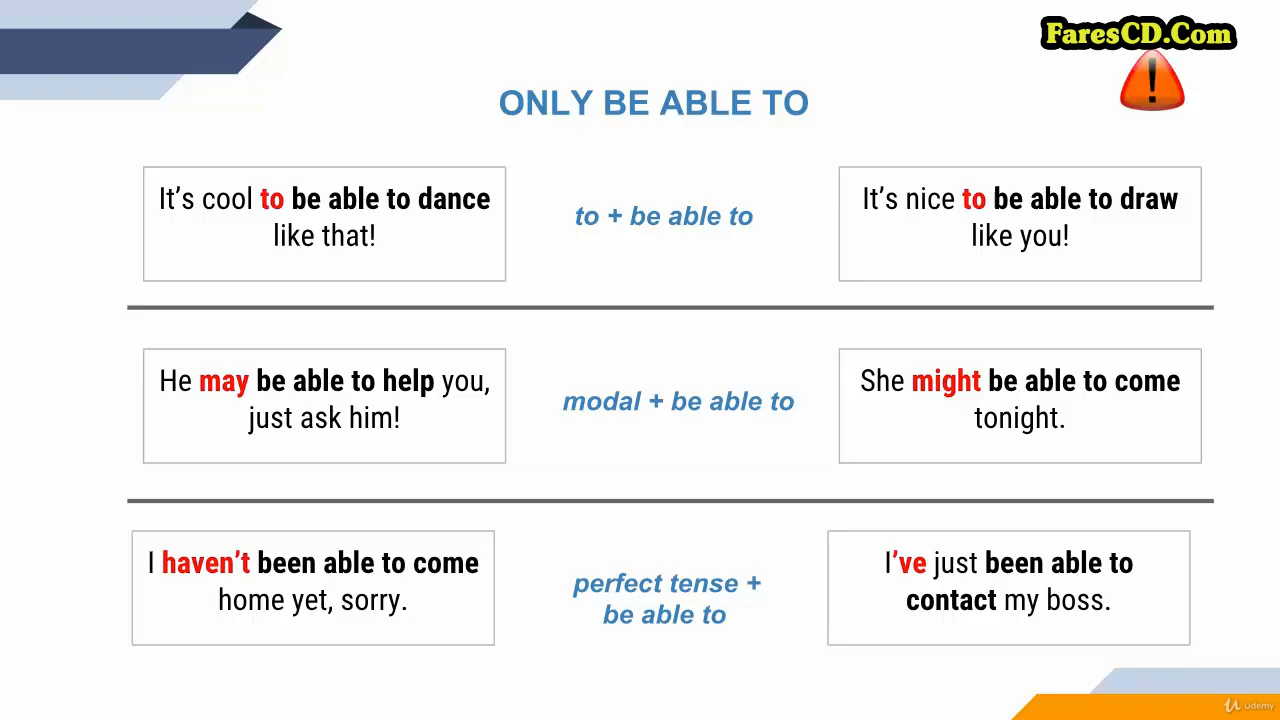 FaresCD.Com
ONLY BE ABLE TO
It's cool to be able to dance
like that!
to + be able to
It's nice to be able to draw
like you!
He may be able to help you,
just ask him!
modal + be able to
She might be able to come
tonight.
I haven't been able to come
home yet, sorry.
perfect tense +
be able to
I've just been able to
contact my boss.
Udemy